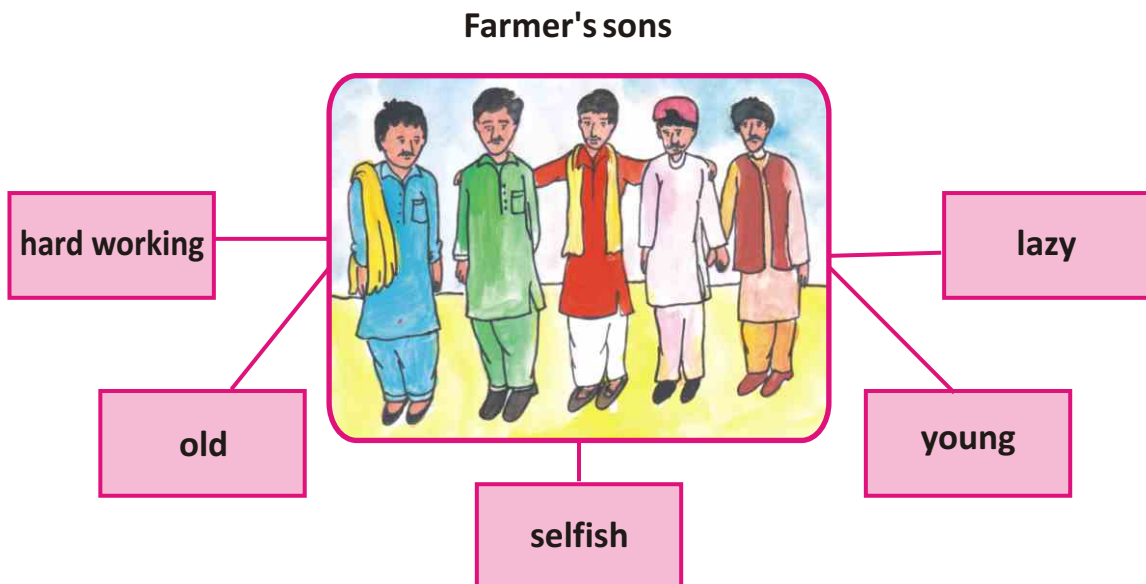 Farmer's sons
hard working
lazy
old
young
selfish